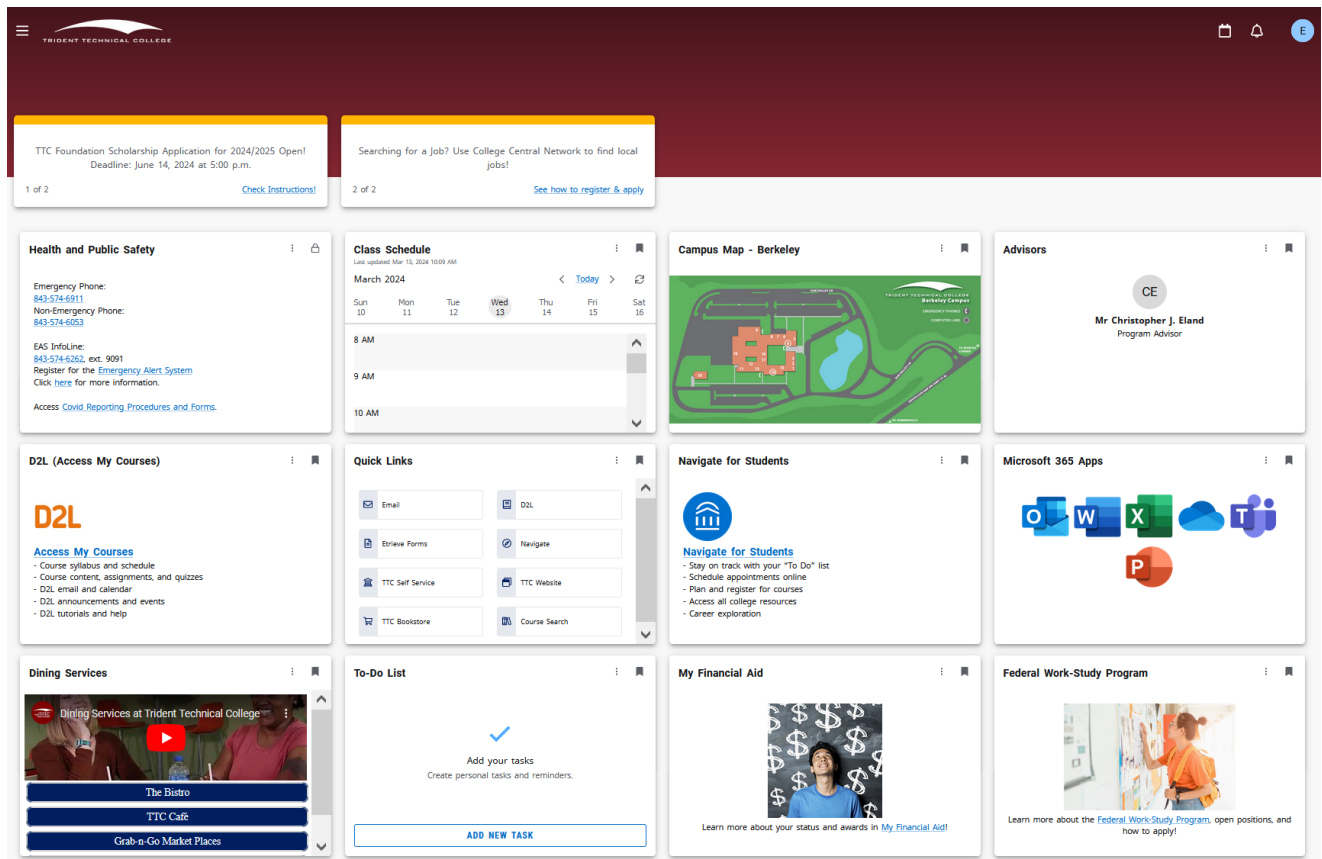 TRIDENT TECHNICAL COLLEGE
E
TTC Foundation Scholarship Application for 2024/2025 Open!
Deadline: June 14, 2024 at 5:00 p.m.
1 of 2
Check Instructions!
Searching for a Job? Use College Central Network to find local
jobs!
2 of 2
See how to register & apply
Health and Public Safety
Emergency Phone:
843-574-6911
Non-Emergency Phone:
843-574-6053
EAS InfoLine:
843-574-6262, ext. 9091
Register for the Emergency Alert System
Click here for more information.
Access Covid Reporting Procedures and Forms.
Class Schedule
Last updated Mar 13, 2024 10:09 AM
March 2024
Today
Sun Mon Tue Wed Thu Fri Sat
10 11 12 13 14 15 16
8 AM
9 AM
10 AM
Campus Map - Berkeley
TRIDENT TECHNICAL COLLEGE
Berkeley Campus
EMERGENCY PHONES
COMPUTER LABS
Advisors
CE
Mr Christopher J. Eland
Program Advisor
D2L (Access My Courses)
D2L
Access My Courses
- Course syllabus and schedule
- Course content, assignments, and quizzes
- D2L email and calendar
- D2L announcements and events
- D2L tutorials and help
Quick Links
Email
D2L
Etrieve Forms
Navigate
TTC Self Service
TTC Website
TTC Bookstore
Course Search
Navigate for Students
Navigate for Students
- Stay on track with your "To Do" list
- Schedule appointments online
- Plan and register for courses
- Access all college resources
- Career exploration
Microsoft 365 Apps
O
W
X
T
P
Dining Services
Dining Services at Trident Technical College
The Bistro
TTC Café
Grab-n-Go Market Places
To-Do List
Add your tasks
Create personal tasks and reminders.
ADD NEW TASK
My Financial Aid
Learn more about your status and awards in My Financial Aid!
Federal Work-Study Program
Learn more about the Federal Work-Study Program, open positions, and
how to apply!